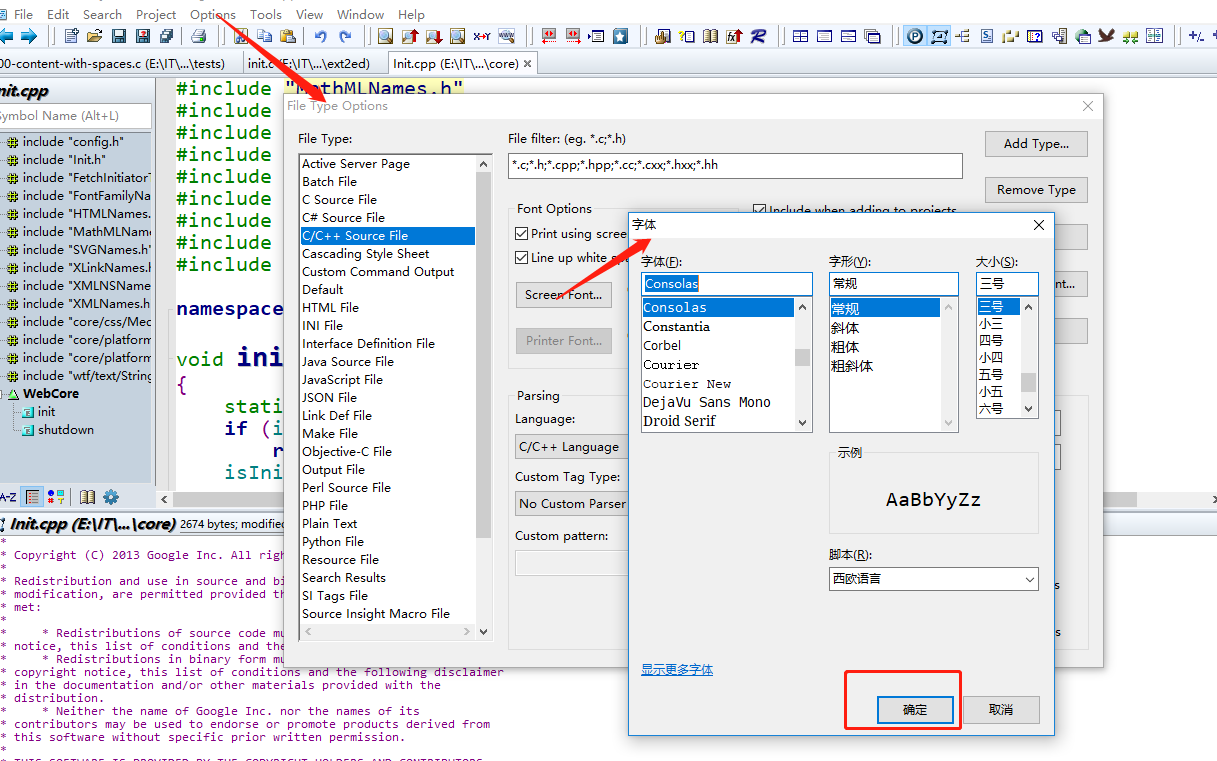 File Edit Search Project Options Tools View Window Help
00-content-with-spaces.c (E:\IT\...\tests) init.c (E:\IT\...\ext2ed) Init.cpp (E:\IT\...\core)
nit.cpp
Symbol Name (Alt+L)
include "config.h"
include "Init.h"
include "FetchInitiatorT
include "FontFamilyNa
include "HTMLNames.
include "MathMLName
include "SVGNames.h"
include "XLinkNames.h
include "XMLNSName
include "XMLNames.h
include "core/css/Med
include "core/platform
include "core/platform
include "wtf/text/String
WebCore
init
shutdown
A-Z
#include "MathMLNames.h"
#include
#include
#include
#include
#include
#include
#include
#include
namespace
void ini
{
stati
if (i
r
isIni
File Type Options
File Type:
Active Server Page
Batch File
C Source File
C# Source File
C/C++ Source File
Cascading Style Sheet
Custom Command Output
Default
HTML File
INI File
Interface Definition File
Java Source File
JavaScript File
JSON File
Link Def File
Make File
Objective-C File
Output File
Perl Source File
PHP File
Plain Text
Python File
Resource File
Search Results
SI Tags File
Source Insight Macro File
File filter: (eg. *.c;*.h)
*.c;*.h;*.cpp;*.hpp;*.cc;*.cxx;*.hxx;*.hh
Add Type...
Remove Type
Font Options
Include when adding to projects
Print using scree
Line up white spa
Screen Font...
nt...
Printer Font...
Parsing
Language:
C/C++ Language
Custom Tag Type:
No Custom Parser
Custom pattern:
s
s
字体
字体(F):
Consolas
Consolas
Constantia
Corbel
Courier
Courier New
DejaVu Sans Mono
Droid Serif
字形(Y):
常规
常规
斜体
粗体
粗斜体
大小(S):
三号
三号
小三
四号
小四
五号
小五
六号
示例
AaBbYyZz
脚本(R):
西欧语言
显示更多字体
确定
取消
Init.cpp (E:\IT\...\core) 2674 bytes; modified
*
* Copyright (C) 2013 Google Inc. All righ
*
* Redistribution and use in source and bi
* modification, are permitted provided th
* met:
*
* * Redistributions of source code mu
* notice, this list of conditions and the
* * Redistributions in binary form mu
* copyright notice, this list of conditions and the following disclaimer
* in the documentation and/or other materials provided with the
* distribution.
* * Neither the name of Google Inc. nor the names of its
* contributors may be used to endorse or promote products derived from
* this software without specific prior written permission.
*
* THIS SOFTWARE IS PROVIDED BY THE COPYRIGHT HOLDERS AND CONTRIBUTORS